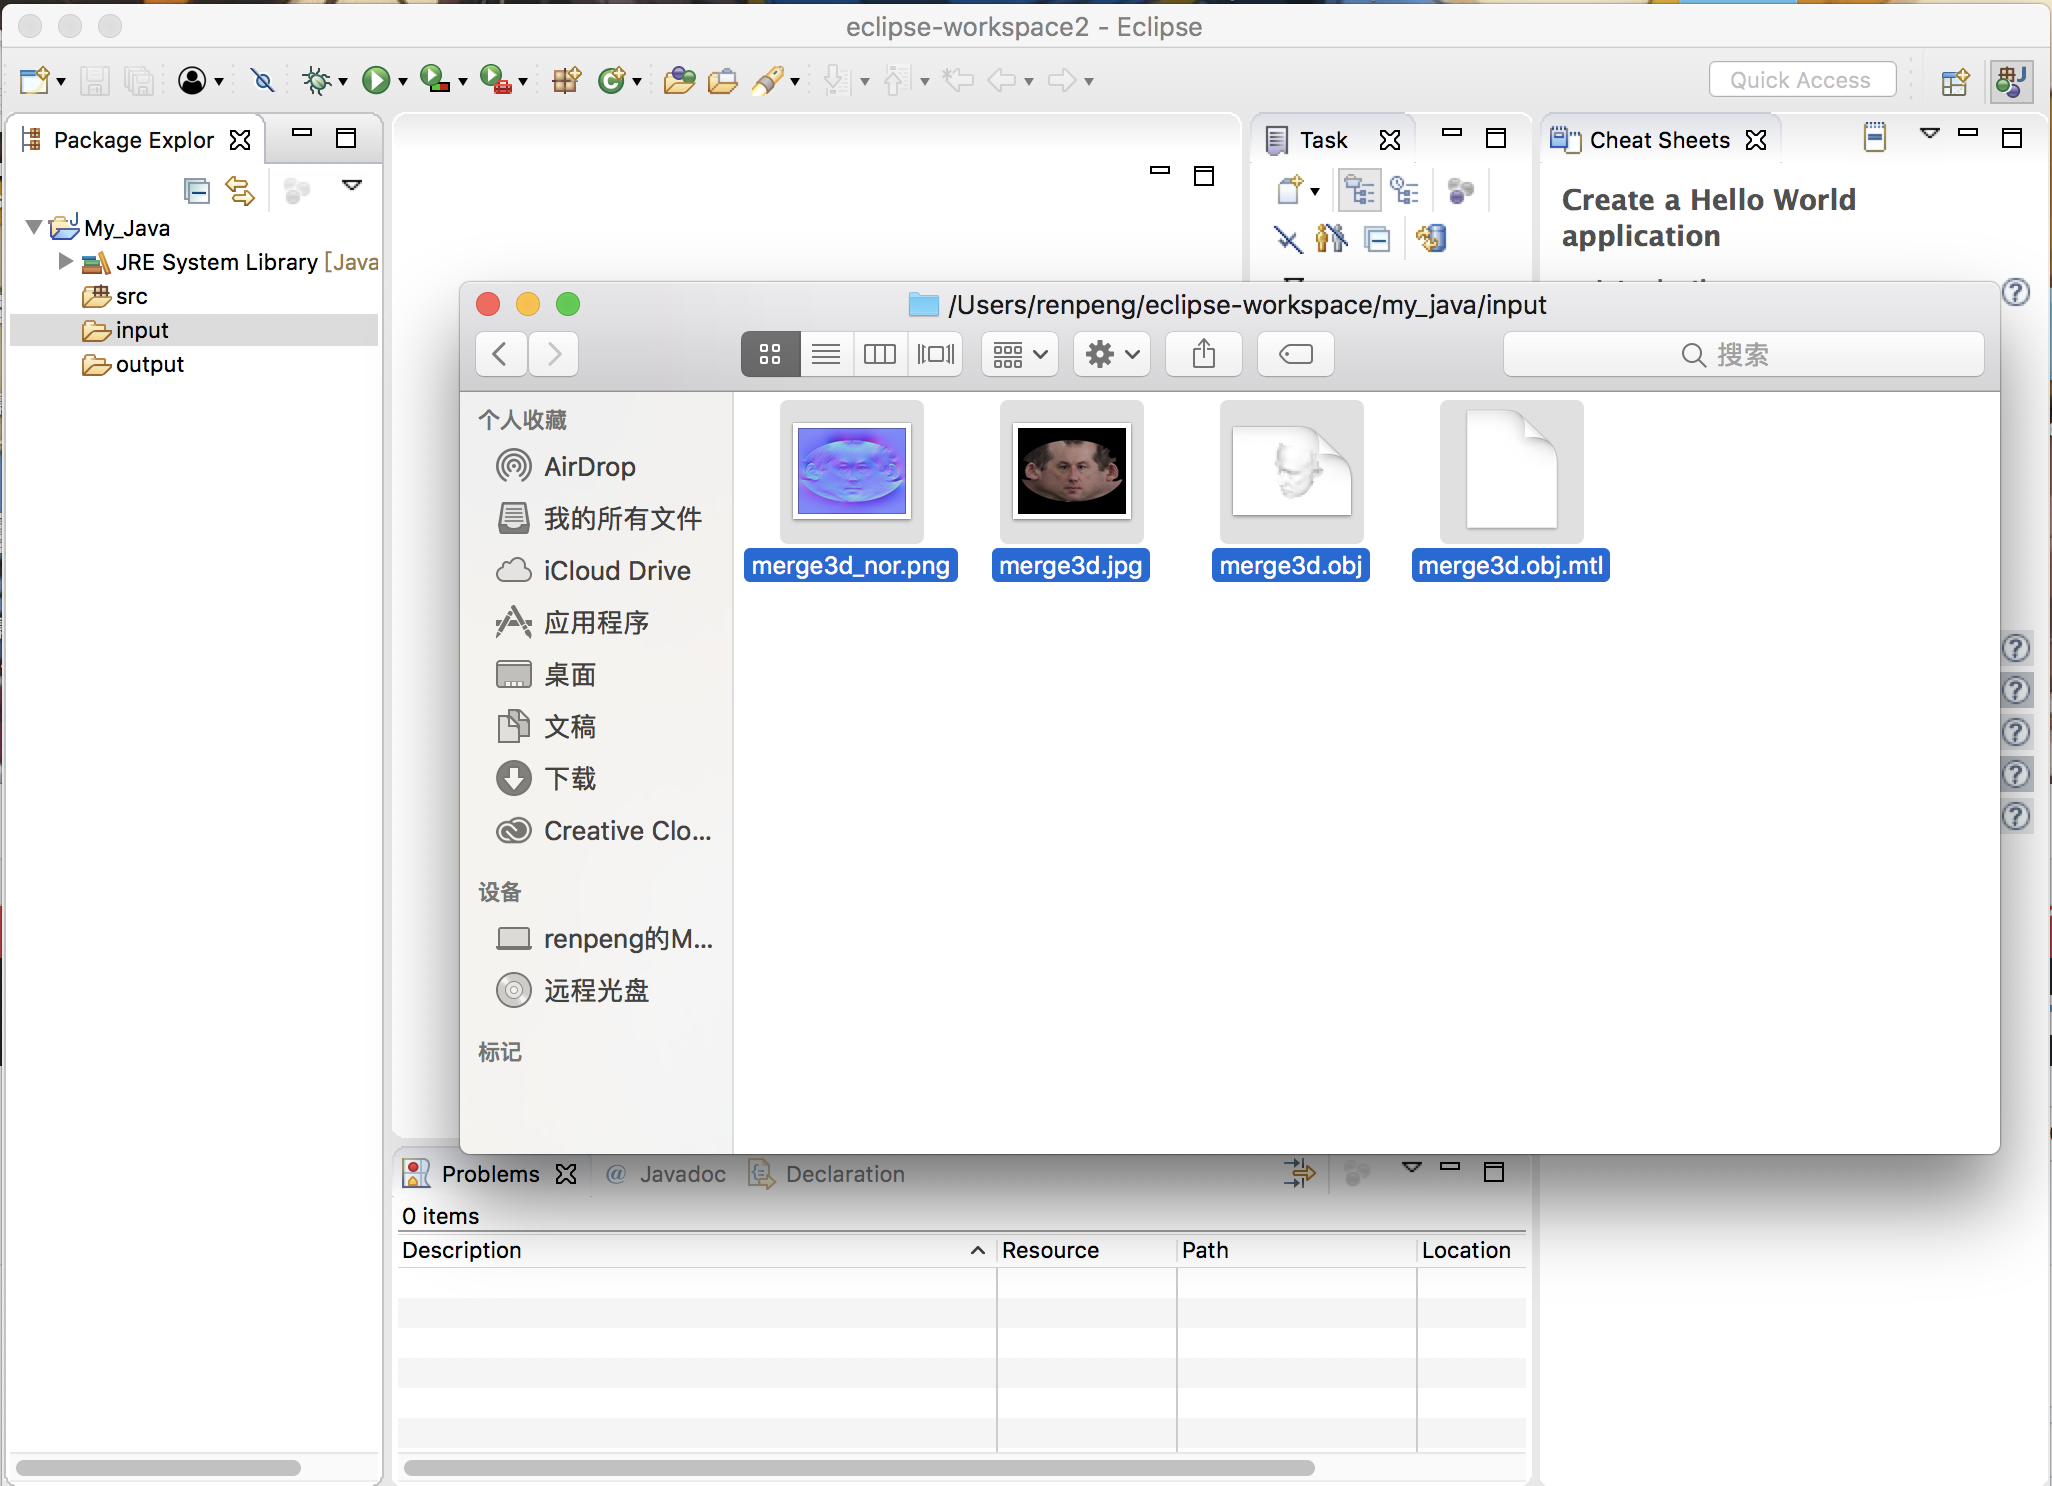 eclipse-workspace2 - Eclipse
Quick Access
Package Explor
My_Java
JRE System Library [Java
src
input
output
Task
Cheat Sheets
Create a Hello World
application
/Users/renpeng/eclipse-workspace/my_java/input
搜索
个人收藏
AirDrop
我的所有文件
iCloud Drive
应用程序
桌面
文稿
下载
Creative Clo...
设备
renpeng的M...
远程光盘
标记
merge3d_nor.png
merge3d.jpg
merge3d.obj
merge3d.obj.mtl
Problems
@ Javadoc
Declaration
0 items
Description
Resource
Path
Location